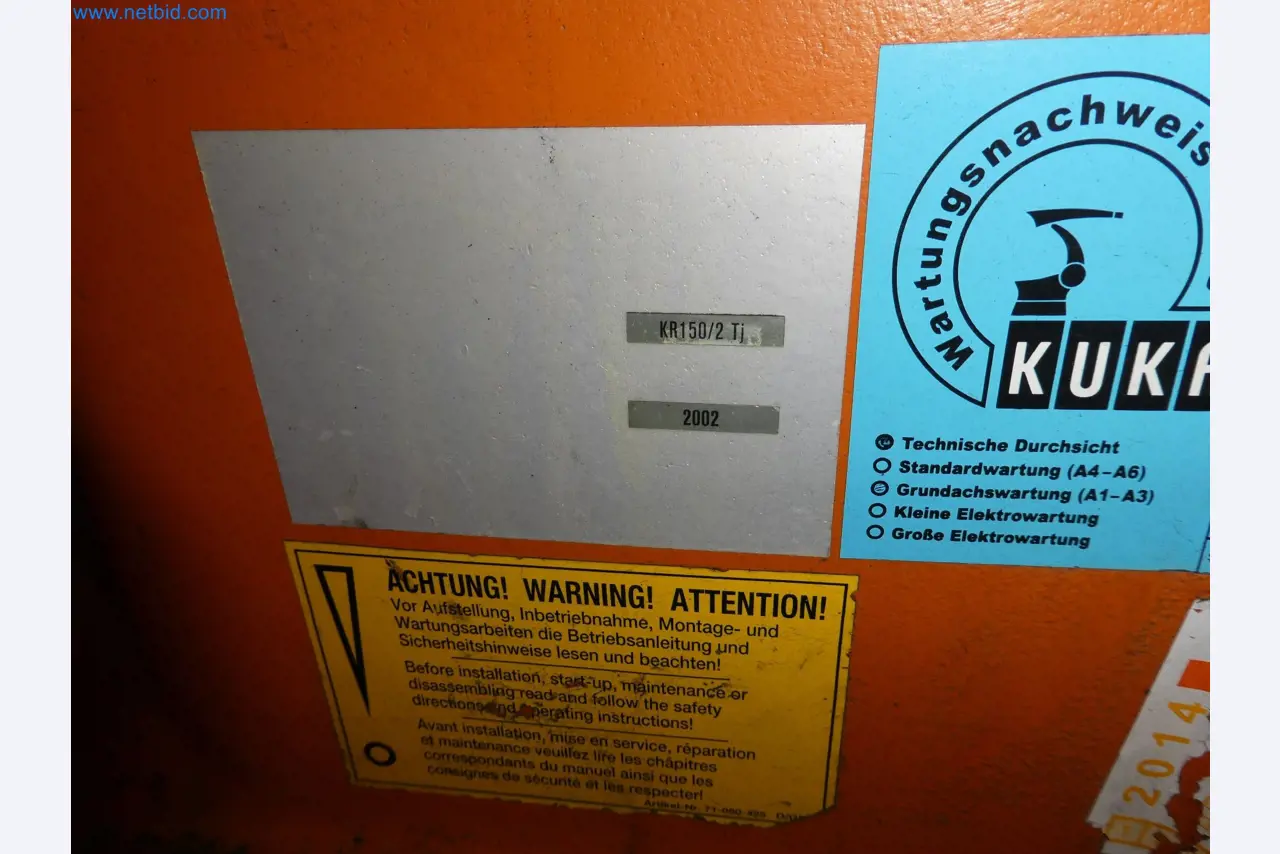 www.netbid.com
KR150/2 Tj
2002
Wartungsnachweis
KUKA
Technische Durchsicht
Standardwartung (A4-A6)
Grundachswartung (A1-A3)
Kleine Elektrowartung
Große Elektrowartung
ACHTUNG! WARNING! ATTENTION!
Vor Aufstellung, Inbetriebnahme, Montage- und
Wartungsarbeiten die Betriebsanleitung und
Sicherheitshinweise lesen und beachten!
Before installation, start-up, maintenance or
disassembling read and follow the safety
directions and operating instructions!
Avant installation, mise en service, réparation
et maintenance veuillez lire les châpitres
correspondants du manuel ainsi que les
consignes de sécurité et les respecter!
Artikel-Nr.
2014